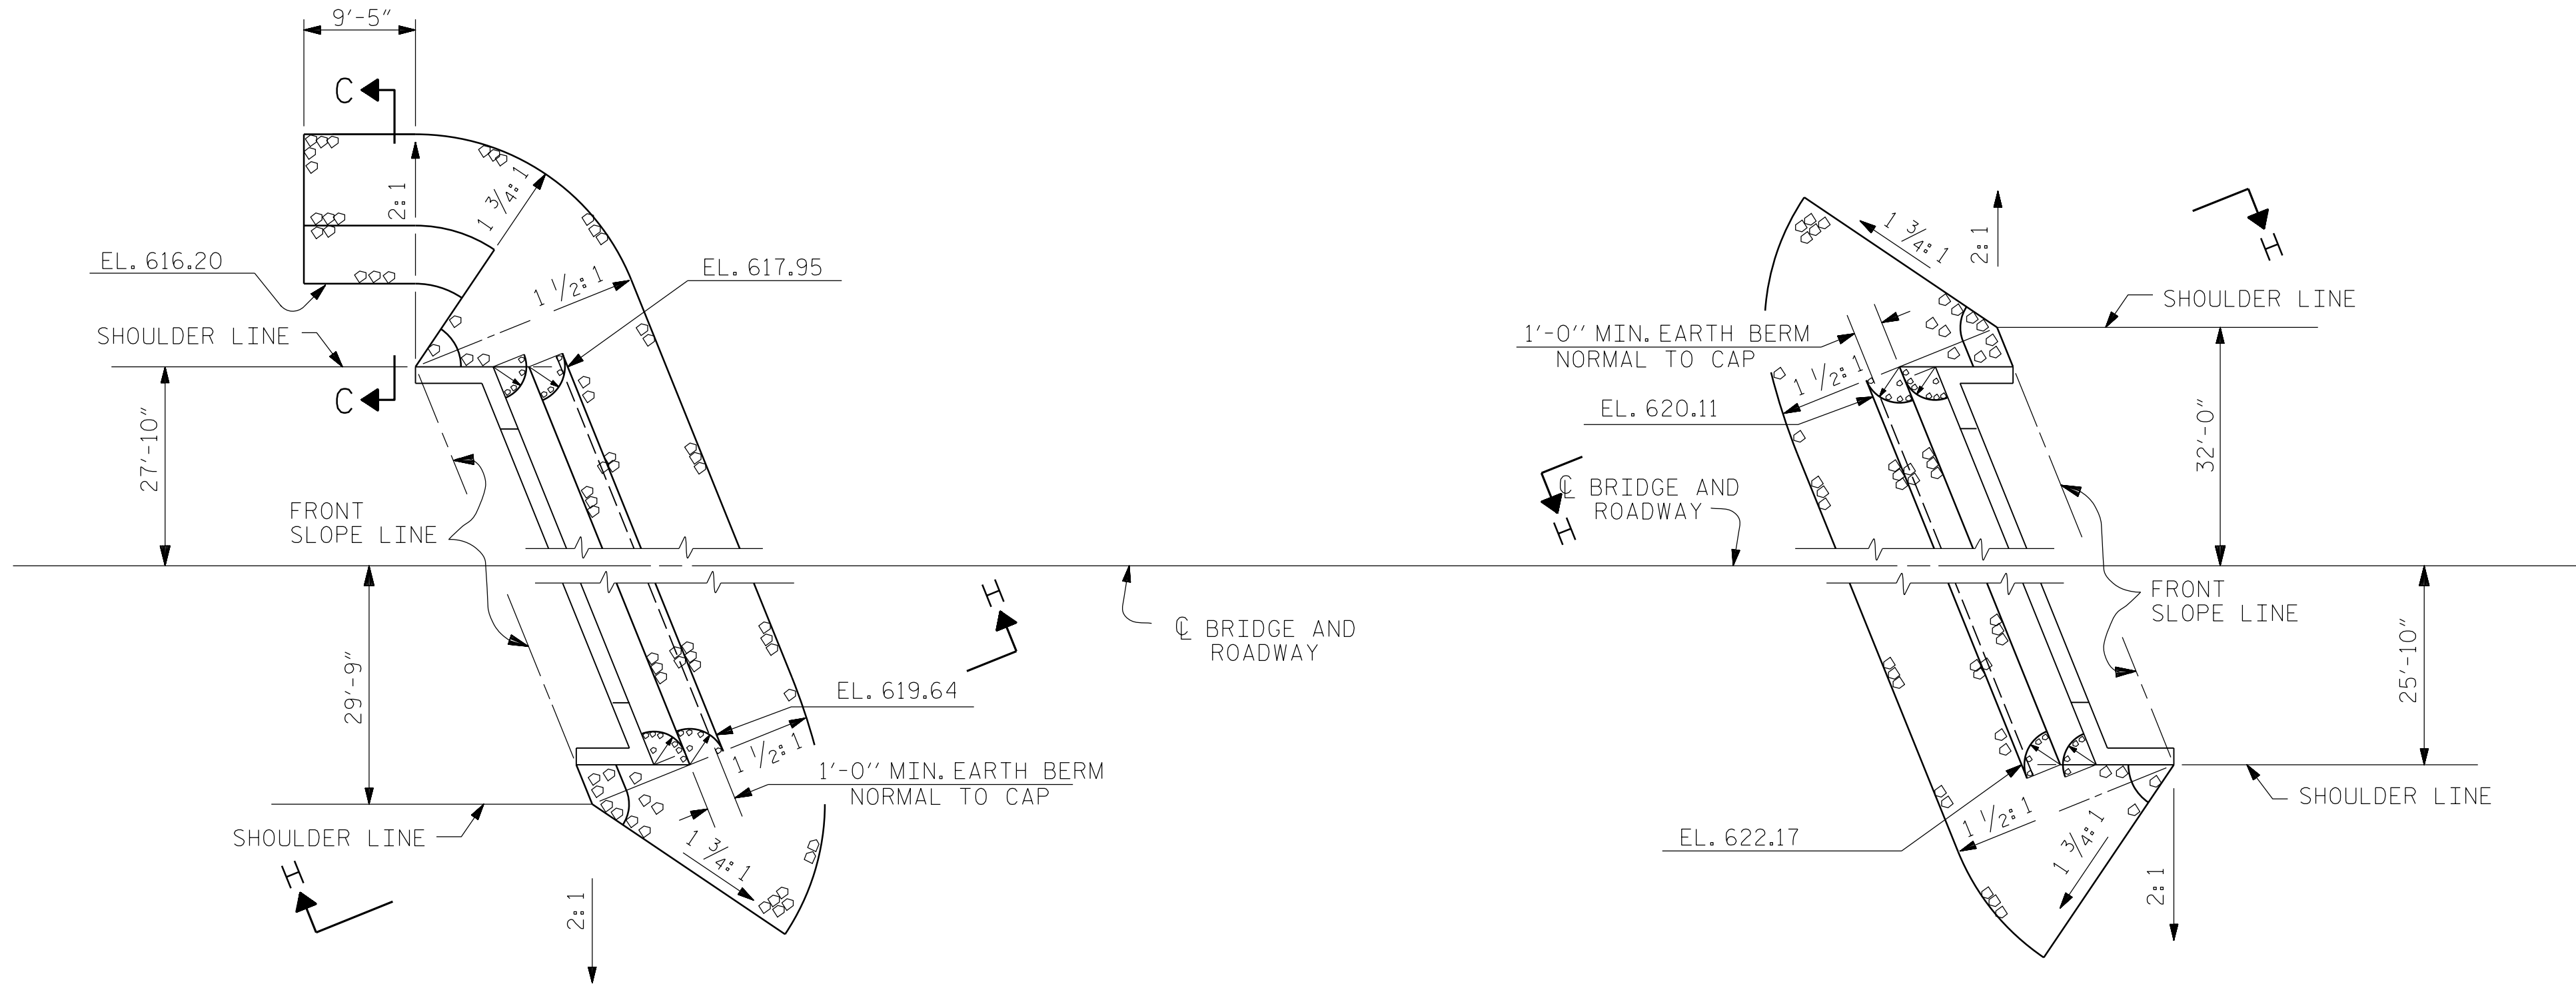 9'-5"
C
2:1
1 3/4:1
EL. 616.20
EL. 617.95
1 1/2:1
SHOULDER LINE
C
27'-10"
FRONT
SLOPE LINE
29'-9"
H
℄ BRIDGE AND
ROADWAY
EL. 619.64
1 1/2:1
1'-0" MIN. EARTH BERM
NORMAL TO CAP
SHOULDER LINE
1 3/4:1
H
2:1
1 3/4:1
2:1
H
SHOULDER LINE
1'-0" MIN. EARTH BERM
NORMAL TO CAP
1 1/2:1
EL. 620.11
32'-0"
℄ BRIDGE AND
ROADWAY
H
FRONT
SLOPE LINE
25'-10"
SHOULDER LINE
1 1/2:1
EL. 622.17
1 3/4:1
2:1